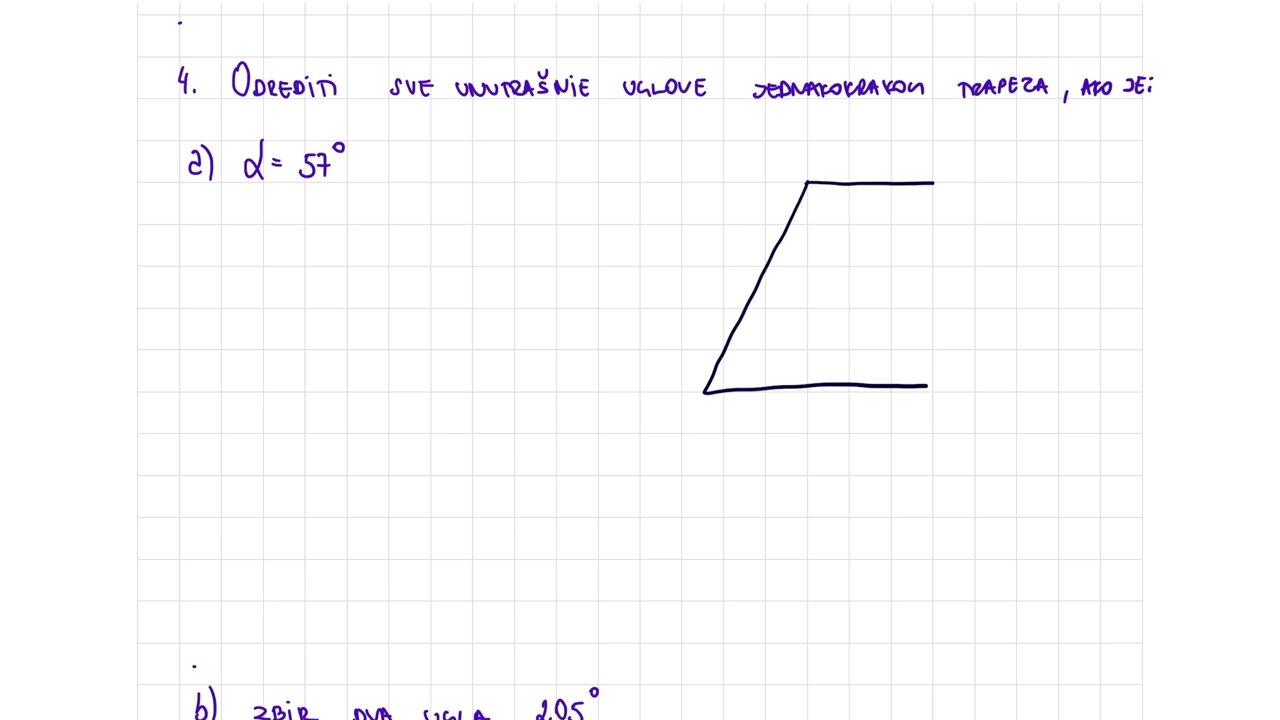 4. ODREDITI SVE UNUTRAŠNJE UGLOVE JEDNAKOKRAKOG TRAPEZA, AKO JE:
a) α = 57°
b) ZBIR DVA UGLA 205°